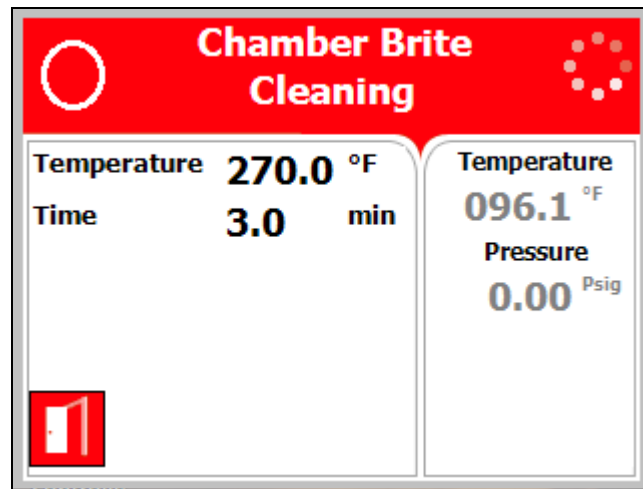 Chamber Brite
Cleaning
Temperature 270.0 °F
Time 3.0 min
Temperature
096.1 °F
Pressure
0.00 Psig